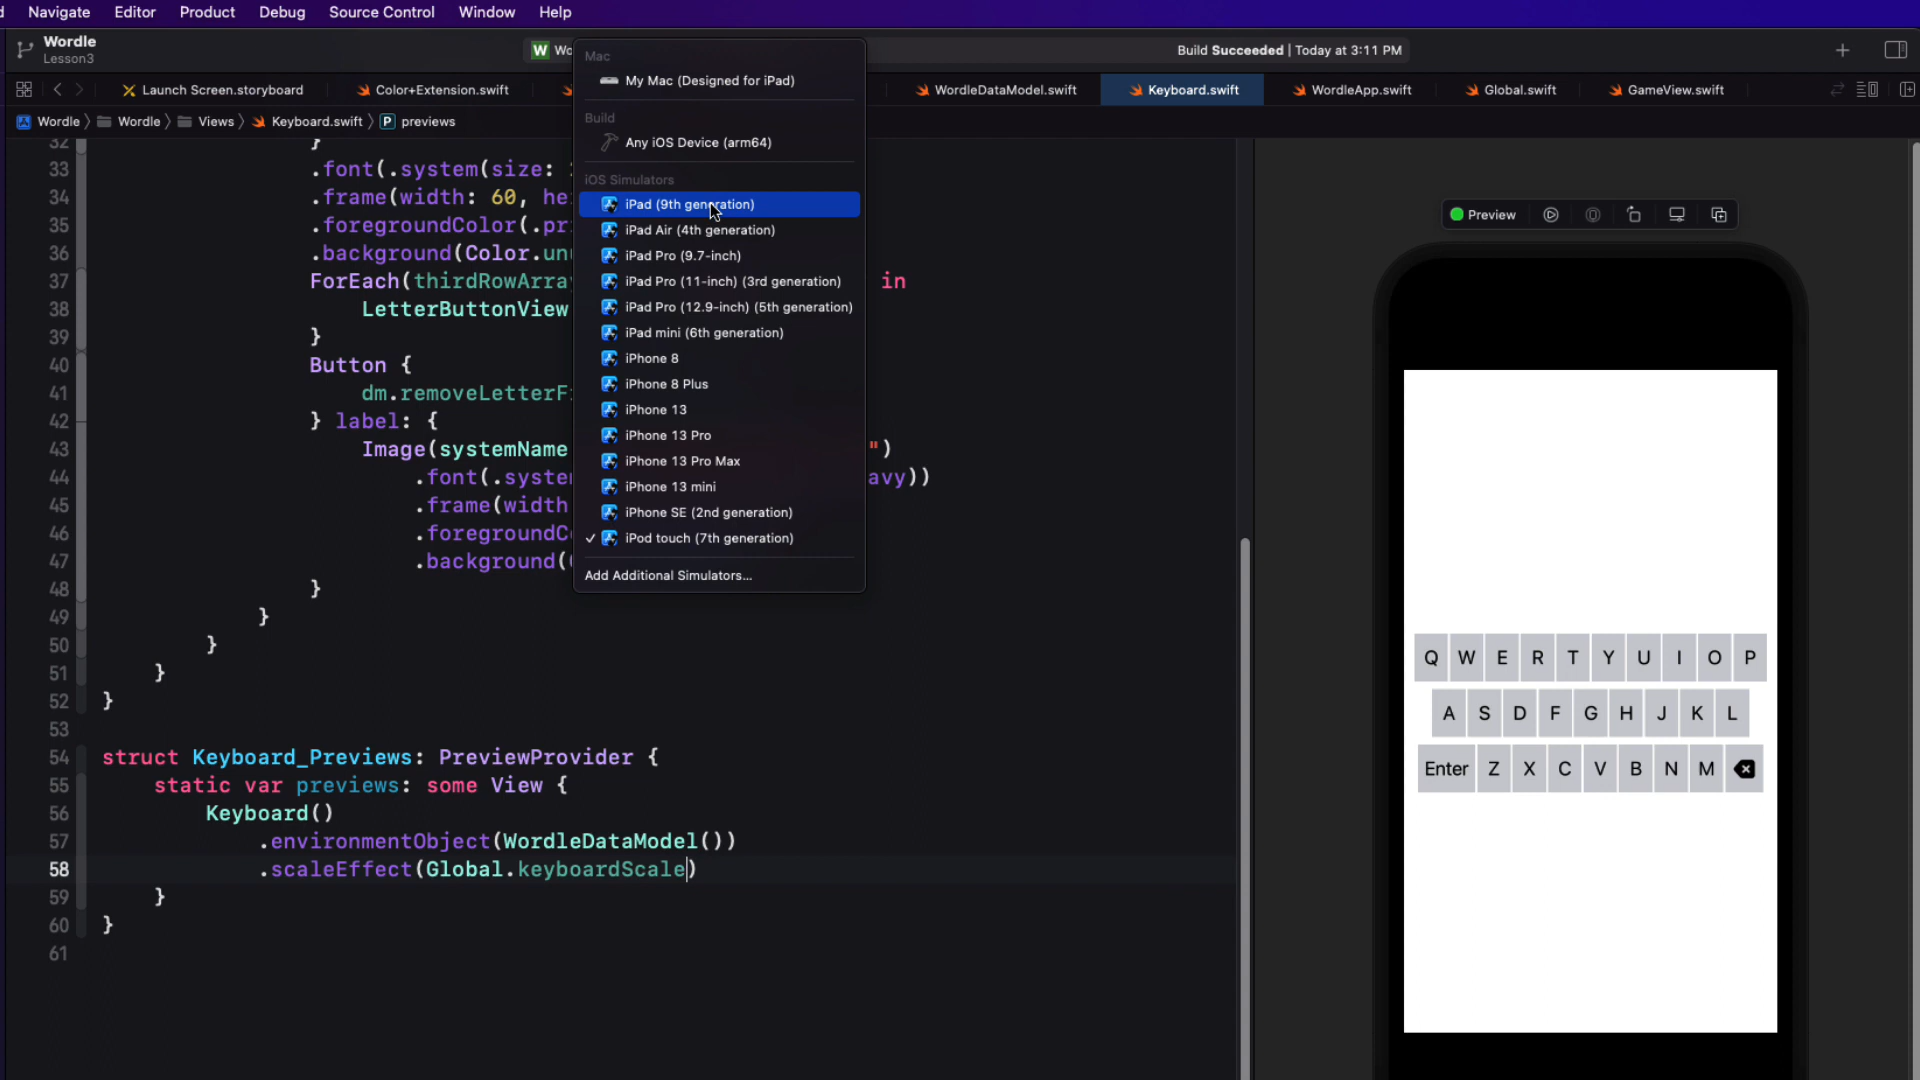 Navigate Editor Product Debug Source Control Window Help
Wordle
Lesson3
W Wo
Build Succeeded | Today at 3:11 PM
Launch Screen.storyboard Color+Extension.swift WordleDataModel.swift Keyboard.swift WordleApp.swift Global.swift GameView.swift
Wordle Wordle Views Keyboard.swift P previews
Mac
My Mac (Designed for iPad)
Build
Any iOS Device (arm64)
iOS Simulators
iPad (9th generation)
iPad Air (4th generation)
iPad Pro (9.7-inch)
iPad Pro (11-inch) (3rd generation)
iPad Pro (12.9-inch) (5th generation)
iPad mini (6th generation)
iPhone 8
iPhone 8 Plus
iPhone 13
iPhone 13 Pro
iPhone 13 Pro Max
iPhone 13 mini
iPhone SE (2nd generation)
✓ iPod touch (7th generation)
Add Additional Simulators...
32 }
33 .font(.system(size:
34 .frame(width: 60, he
35 .foregroundColor(.pr
36 .background(Color.un
37 ForEach(thirdRowArra in
38 LetterButtonView
39 }
40 Button {
41 dm.removeLetterF
42 } label: {
43 Image(systemName ")
44 .font(.syste avy))
45 .frame(width
46 .foregroundC
47 .background(
48 }
49 }
50 }
51 }
52 }
53
54 struct Keyboard_Previews: PreviewProvider {
55 static var previews: some View {
56 Keyboard()
57 .environmentObject(WordleDataModel())
58 .scaleEffect(Global.keyboardScale)
59 }
60 }
61
Preview
Q W E R T Y U I O P
A S D F G H J K L
Enter Z X C V B N M